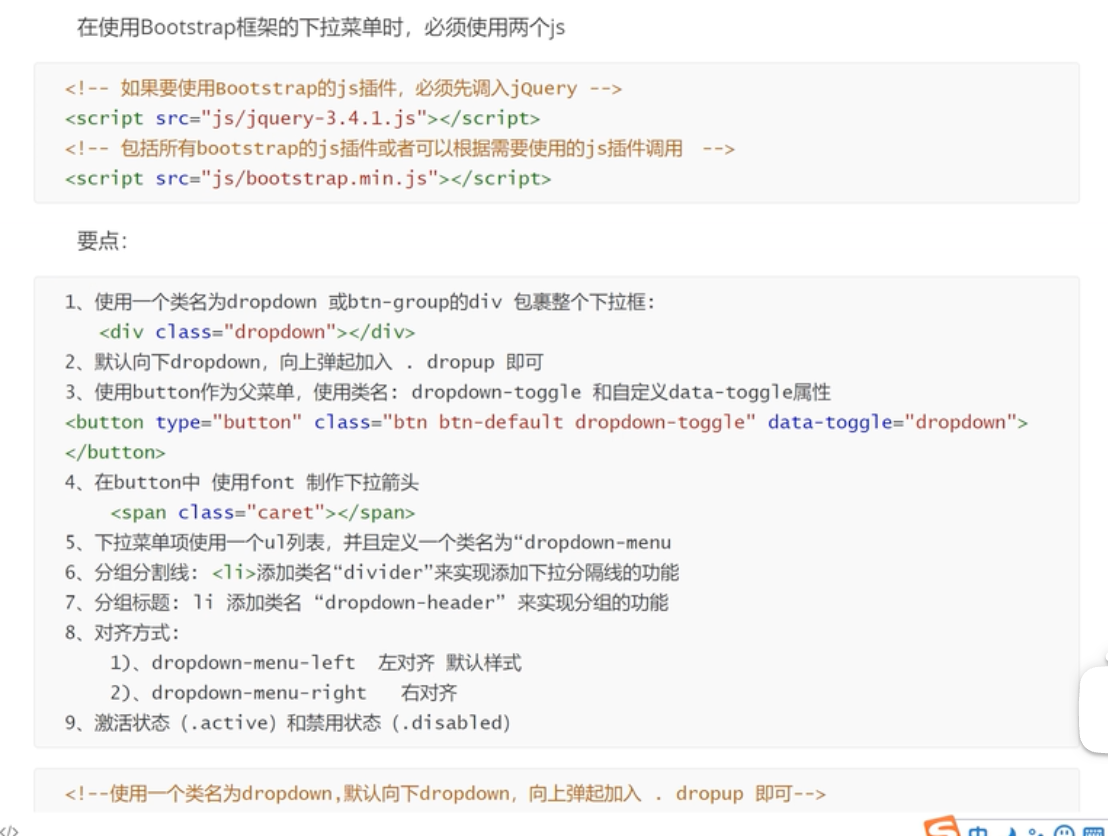 在使用Bootstrap框架的下拉菜单时，必须使用两个js
<!-- 如果要使用Bootstrap的js插件，必须先调入jQuery -->
<script src="js/jquery-3.4.1.js"></script>
<!-- 包括所有bootstrap的js插件或者可以根据需要使用的js插件调用  -->
<script src="js/bootstrap.min.js"></script>
要点：
1、使用一个类名为dropdown 或btn-group的div 包裹整个下拉框：
<div class="dropdown"></div>
2、默认向下dropdown，向上弹起加入 . dropup 即可
3、使用button作为父菜单，使用类名: dropdown-toggle 和自定义data-toggle属性
<button type="button" class="btn btn-default dropdown-toggle" data-toggle="dropdown">
</button>
4、在button中 使用font 制作下拉箭头
<span class="caret"></span>
5、下拉菜单项使用一个ul列表，并且定义一个类名为“dropdown-menu
6、分组分割线: <li>添加类名“divider”来实现添加下拉分隔线的功能
7、分组标题: li 添加类名 “dropdown-header” 来实现分组的功能
8、对齐方式:
1)、dropdown-menu-left  左对齐 默认样式
2)、dropdown-menu-right   右对齐
9、激活状态（.active）和禁用状态（.disabled）
<!--使用一个类名为dropdown,默认向下dropdown，向上弹起加入 . dropup 即可-->
</>
中